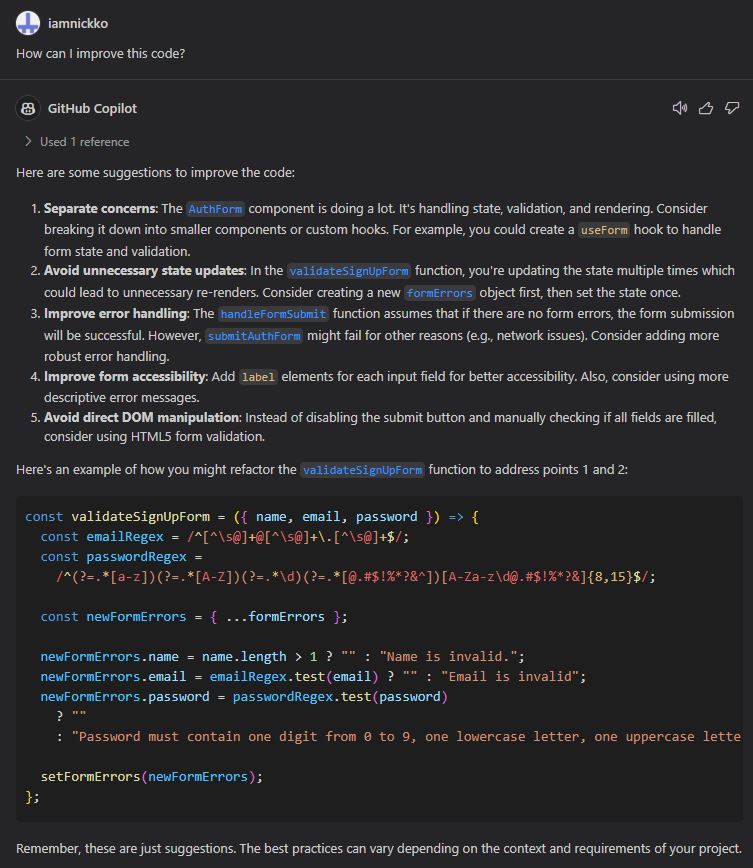 iamnickko
How can I improve this code?
GitHub Copilot
Used 1 reference
Here are some suggestions to improve the code:
1. Separate concerns: The AuthForm component is doing a lot. It's handling state, validation, and rendering. Consider
breaking it down into smaller components or custom hooks. For example, you could create a useForm hook to handle
form state and validation.
2. Avoid unnecessary state updates: In the validateSignUpForm function, you're updating the state multiple times which
could lead to unnecessary re-renders. Consider creating a new formErrors object first, then set the state once.
3. Improve error handling: The handleFormSubmit function assumes that if there are no form errors, the form submission
will be successful. However, submitAuthForm might fail for other reasons (e.g., network issues). Consider adding more
robust error handling.
4. Improve form accessibility: Add label elements for each input field for better accessibility. Also, consider using more
descriptive error messages.
5. Avoid direct DOM manipulation: Instead of disabling the submit button and manually checking if all fields are filled,
consider using HTML5 form validation.
Here's an example of how you might refactor the validateSignUpForm function to address points 1 and 2:
const validateSignUpForm = ({ name, email, password }) => {
  const emailRegex = /^[^\s@]+@[^\s@]+\.[^\s@]+$/;
  const passwordRegex =
    /^(?=.*[a-z])(?=.*[A-Z])(?=.*\d)(?=.*[@.#$!%*?&^])[A-Za-z\d@.#$!%*?&]{8,15}$/;
  const newFormErrors = { ...formErrors };
  newFormErrors.name = name.length > 1 ? "" : "Name is invalid.";
  newFormErrors.email = emailRegex.test(email) ? "" : "Email is invalid";
  newFormErrors.password = passwordRegex.test(password)
    ? ""
    : "Password must contain one digit from 0 to 9, one lowercase letter, one uppercase lette
  setFormErrors(newFormErrors);
};
Remember, these are just suggestions. The best practices can vary depending on the context and requirements of your project.